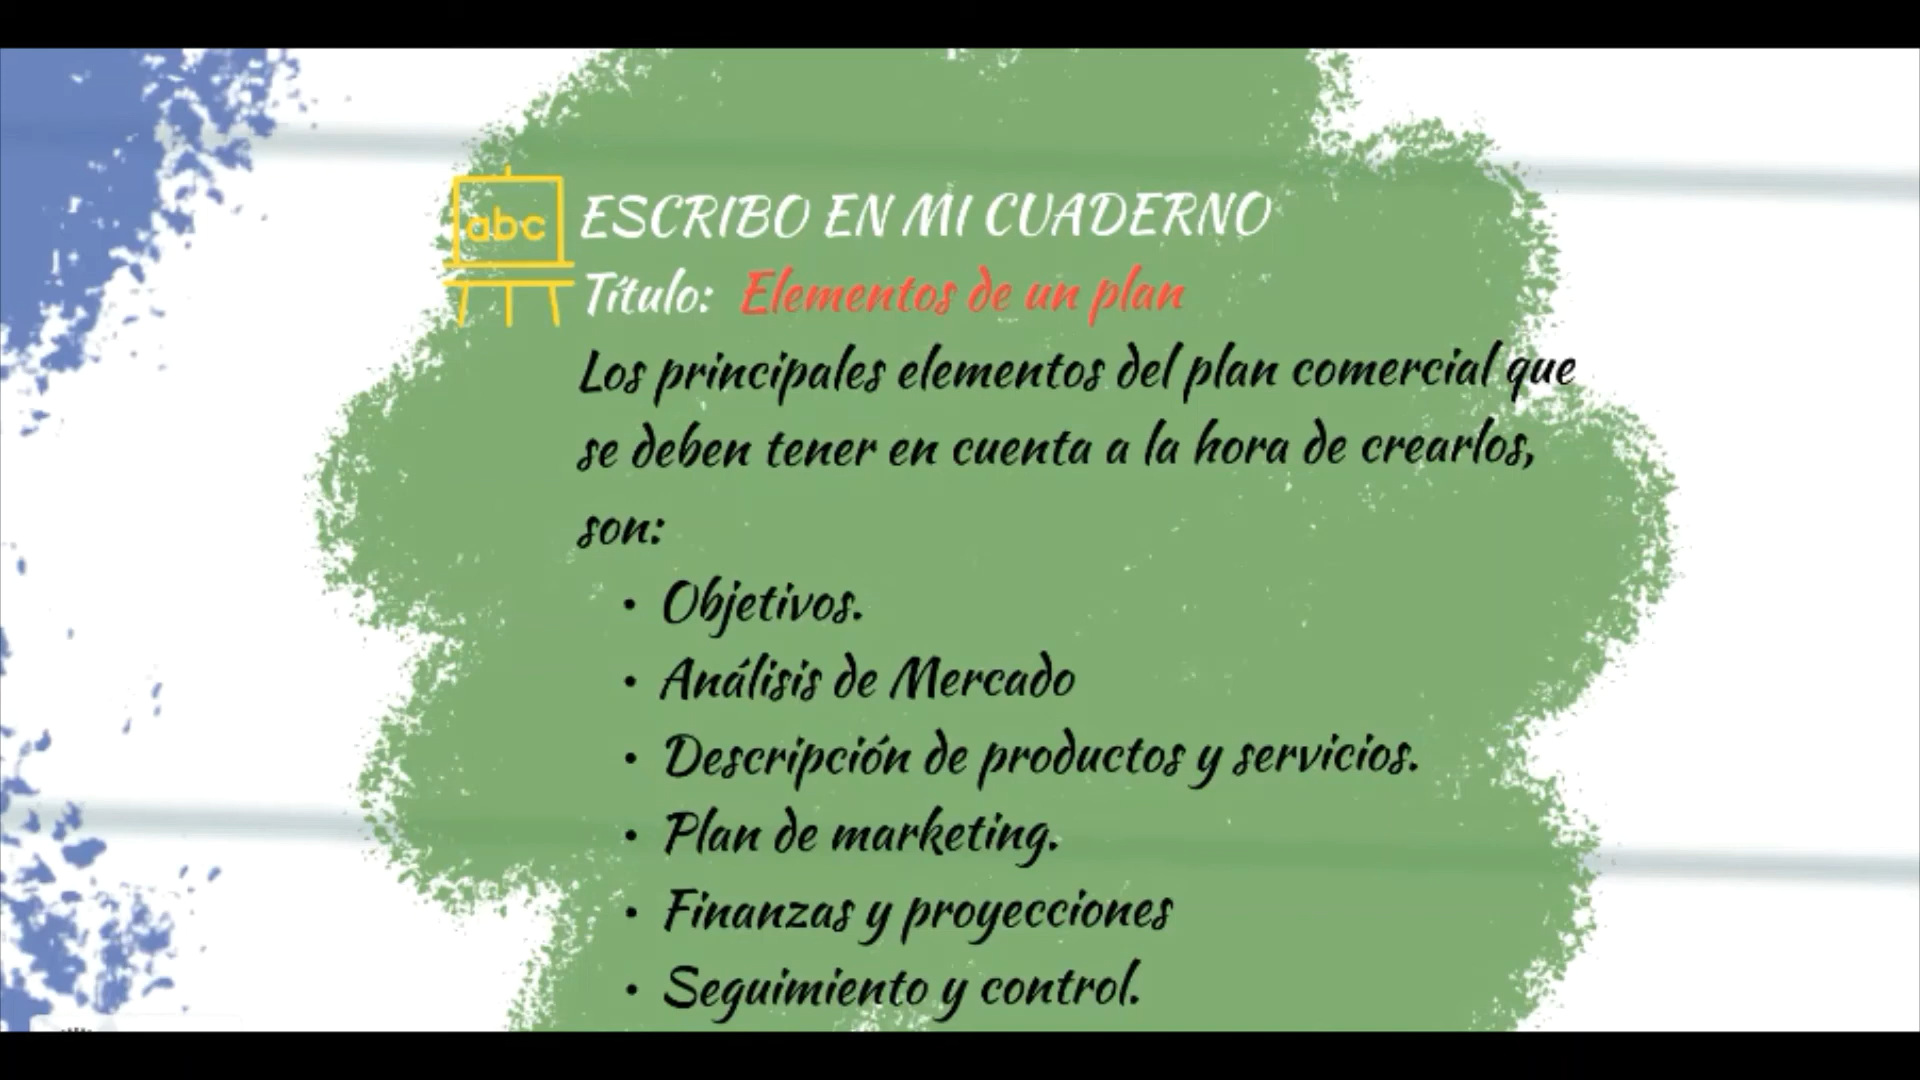 abc
ESCRIBO EN MI CUADERNO
Título: Elementos de un plan
Los principales elementos del plan comercial que
se deben tener en cuenta a la hora de crearlos,
son:
• Objetivos.
• Análisis de Mercado
• Descripción de productos y servicios.
• Plan de marketing.
• Finanzas y proyecciones
• Seguimiento y control.